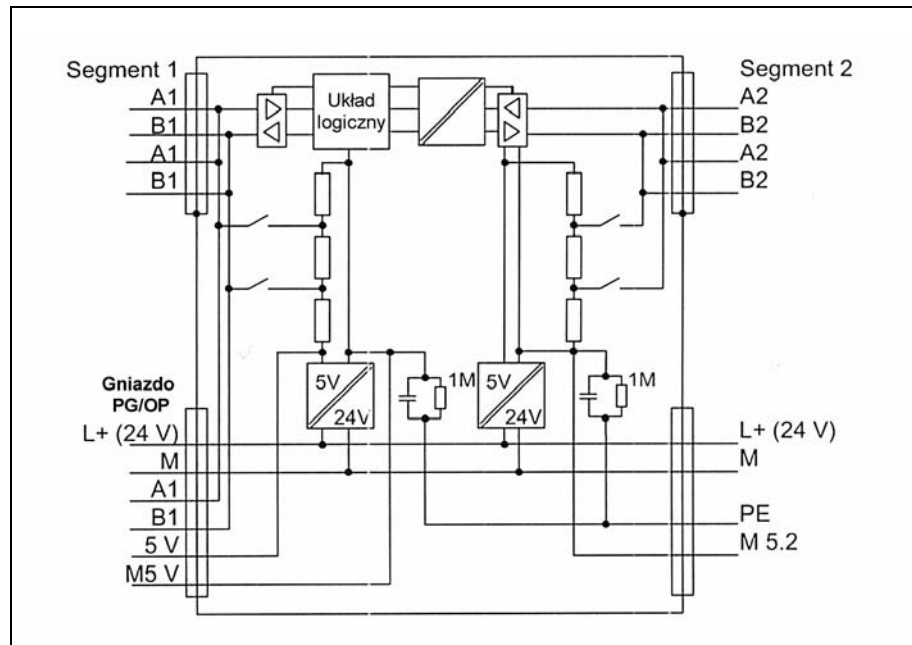 Segment 1
A1
B1
A1
B1
Układ
logiczny
Segment 2
A2
B2
A2
B2
Gniazdo
PG/OP
L+ (24 V)
M
A1
B1
5 V
M5 V
5V
24V
1M
5V
24V
1M
L+ (24 V)
M
PE
M 5.2